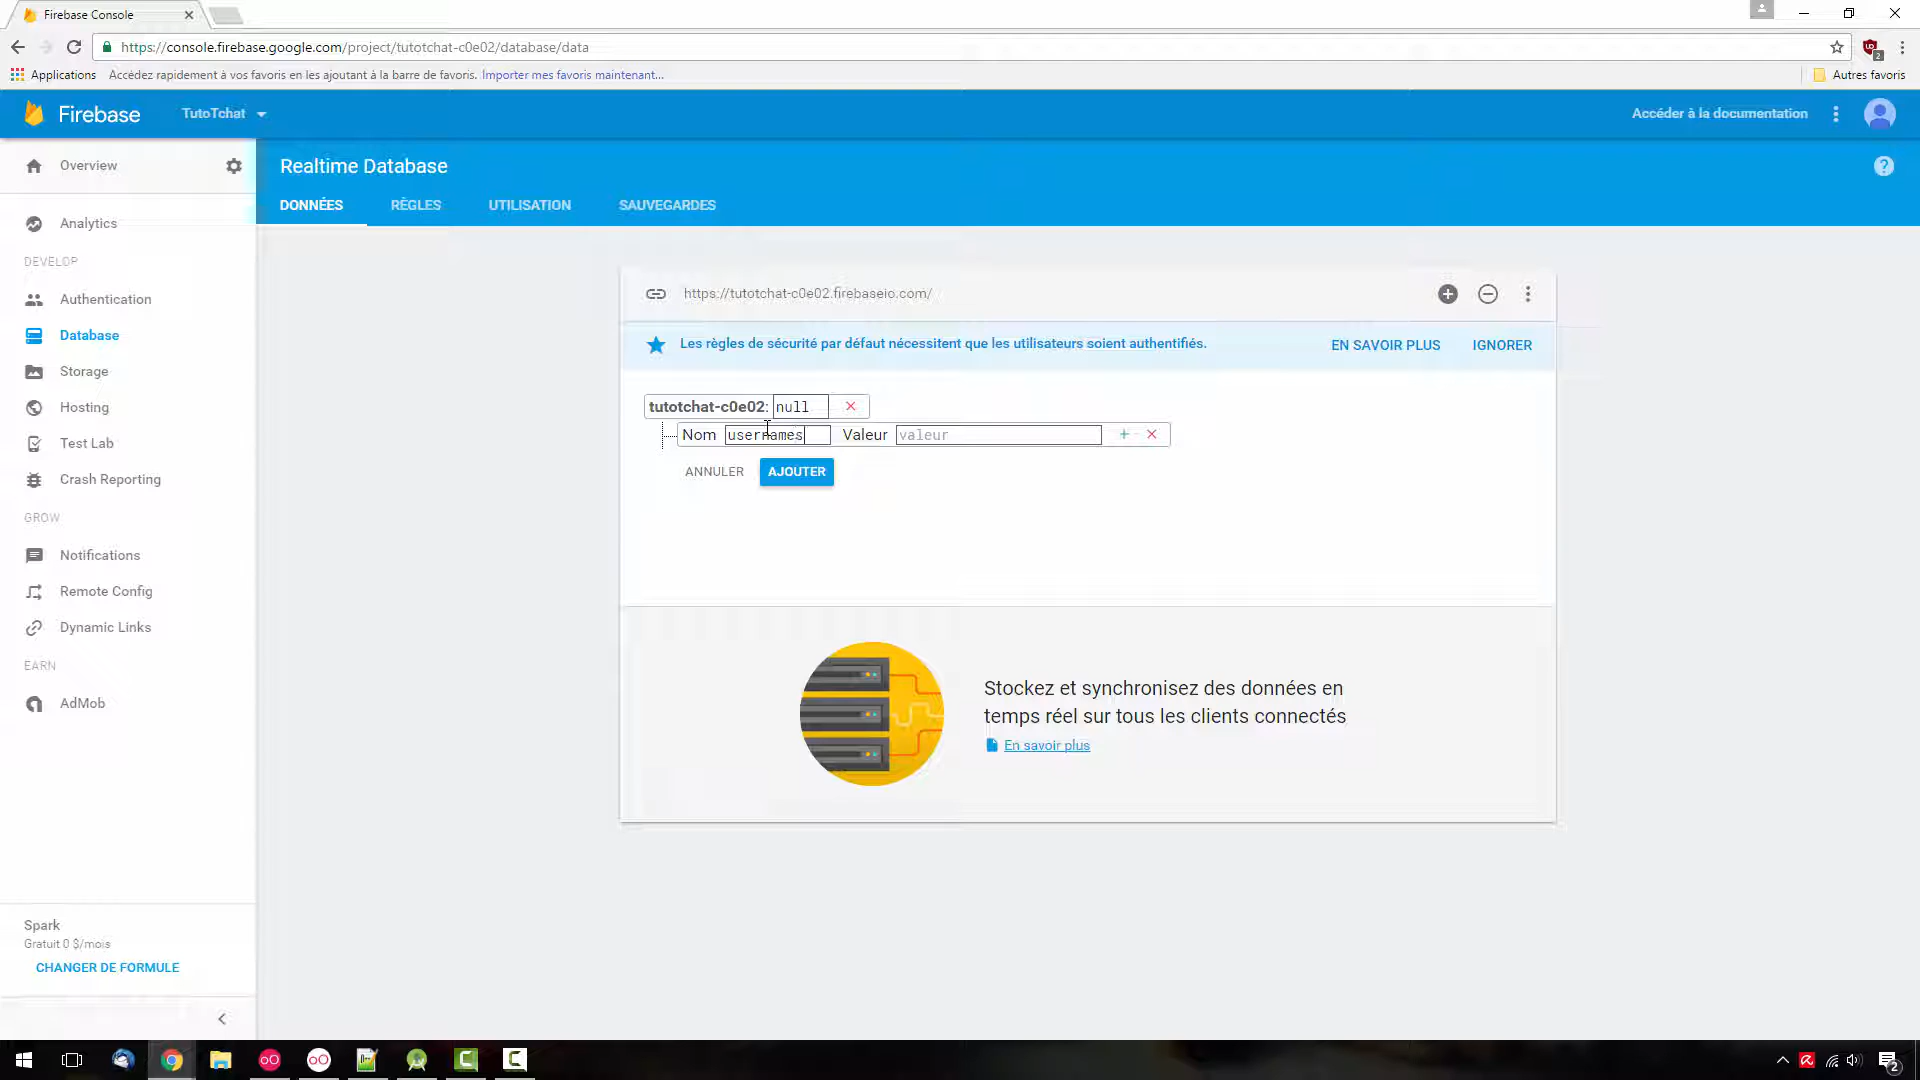 Firebase Console
https://console.firebase.google.com/project/tutotchat-c0e02/database/data
Applications Accédez rapidement à vos favoris en les ajoutant à la barre de favoris. Importer mes favoris maintenant... Autres favoris
Firebase TutoTchat Accéder à la documentation
Overview
Realtime Database
DONNÉES RÈGLES UTILISATION SAUVEGARDES
Analytics
DEVELOP
Authentication
Database
Storage
Hosting
Test Lab
Crash Reporting
GROW
Notifications
Remote Config
Dynamic Links
EARN
AdMob
Spark
Gratuit 0 $/mois
CHANGER DE FORMULE
https://tutotchat-c0e02.firebaseio.com/
Les règles de sécurité par défaut nécessitent que les utilisateurs soient authentifiés. EN SAVOIR PLUS IGNORER
tutotchat-c0e02: null
Nom usernames Valeur valeur
ANNULER AJOUTER
Stockez et synchronisez des données en
temps réel sur tous les clients connectés
En savoir plus
2